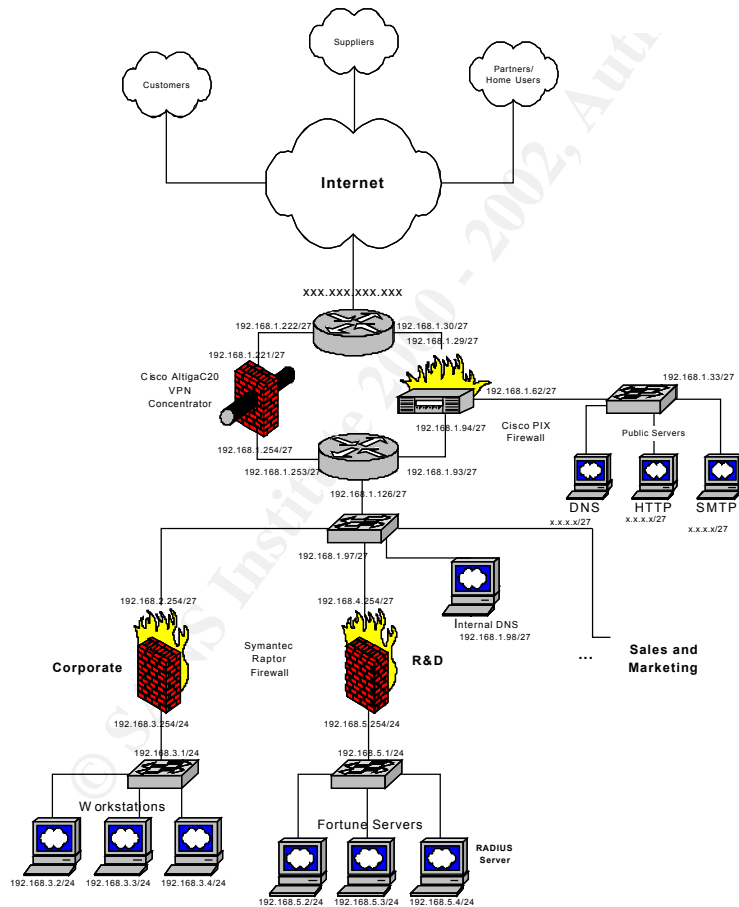 Suppliers
Customers
Partners/
Home Users
Internet
xxx.xxx.xxx.xxx
192.168.1.222/27
192.168.1.30/27
192.168.1.29/27
192.168.1.221/27
Cisco AltigaC20
VPN
Concentrator
192.168.1.62/27
192.168.1.33/27
Cisco PIX
Firewall
Public Servers
192.168.1.94/27
192.168.1.254/27
192.168.1.253/27
192.168.1.93/27
192.168.1.126/27
DNS
HTTP
SMTP
x.x.x.x/27
x.x.x.x/27
x.x.x.x/27
192.168.1.97/27
192.168.2.254/27
192.168.4.254/27
Internal DNS
192.168.1.98/27
Corporate
Symantec
Raptor
Firewall
R&D
...
Sales and
Marketing
192.168.3.254/24
192.168.5.254/24
192.168.3.1/24
192.168.5.1/24
Workstations
Fortune Servers
RADIUS
Server
192.168.3.2/24
192.168.3.3/24
192.168.3.4/24
192.168.5.2/24
192.168.5.3/24
192.168.5.4/24
© SANS Institute 2000 - 2002, Aut